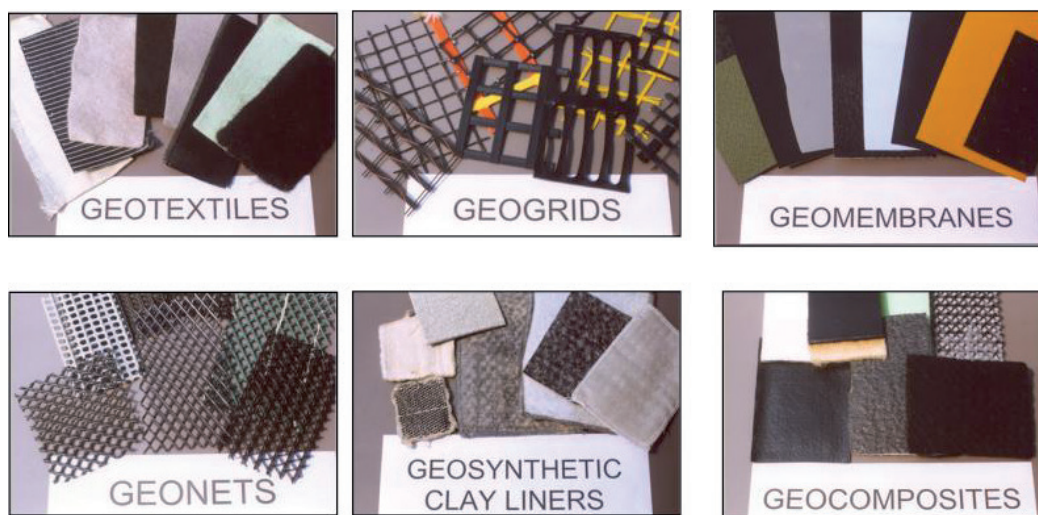 GEOTEXTILES
GEOGRIDS
GEOMEMBRANES
GEONETS
GEOSYNTHETIC
CLAY LINERS
GEOCOMPOSITES